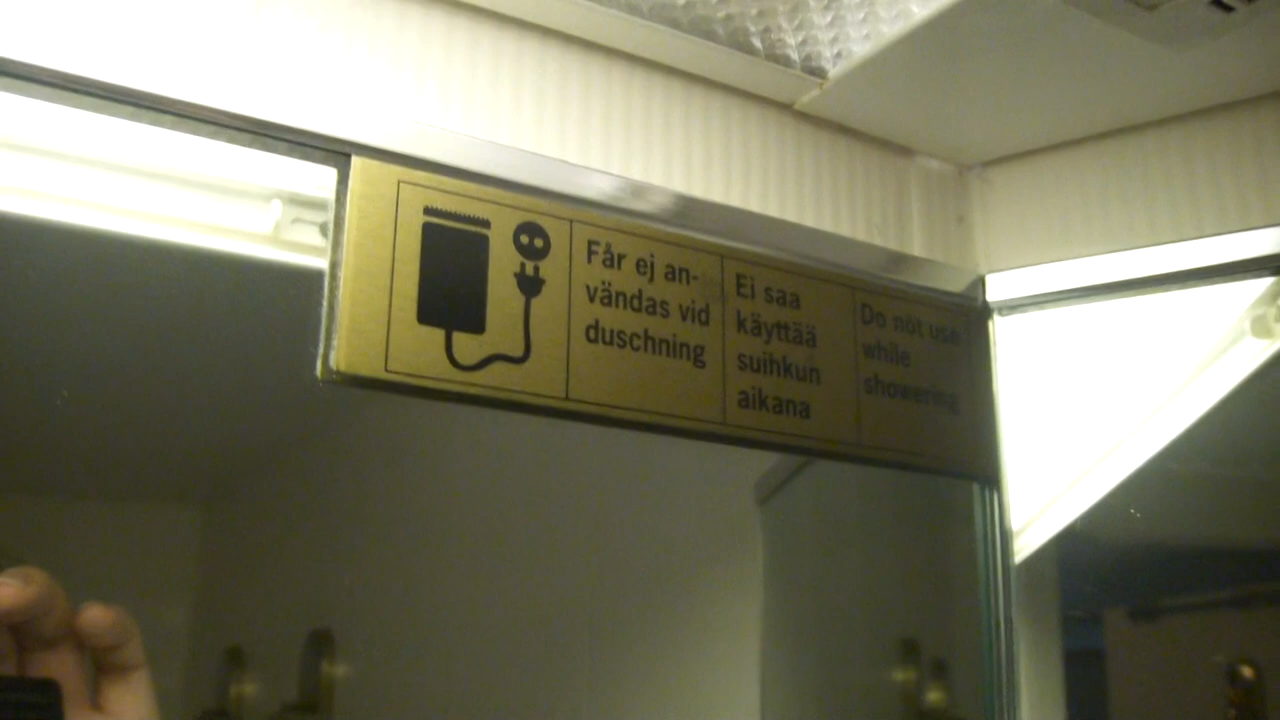 Får ej an-
vändas vid
duschning
Ei saa
käyttää
suihkun
aikana
Do not use
while
showering